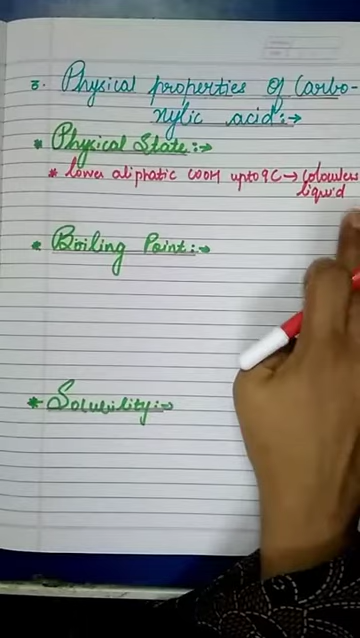 3. Physical properties of Carbo-
xylic acid:→
* Physical State:→
* lower aliphatic COOH upto 9C → Colourless
liquid
* Boiling Point:→
* Solubility:→